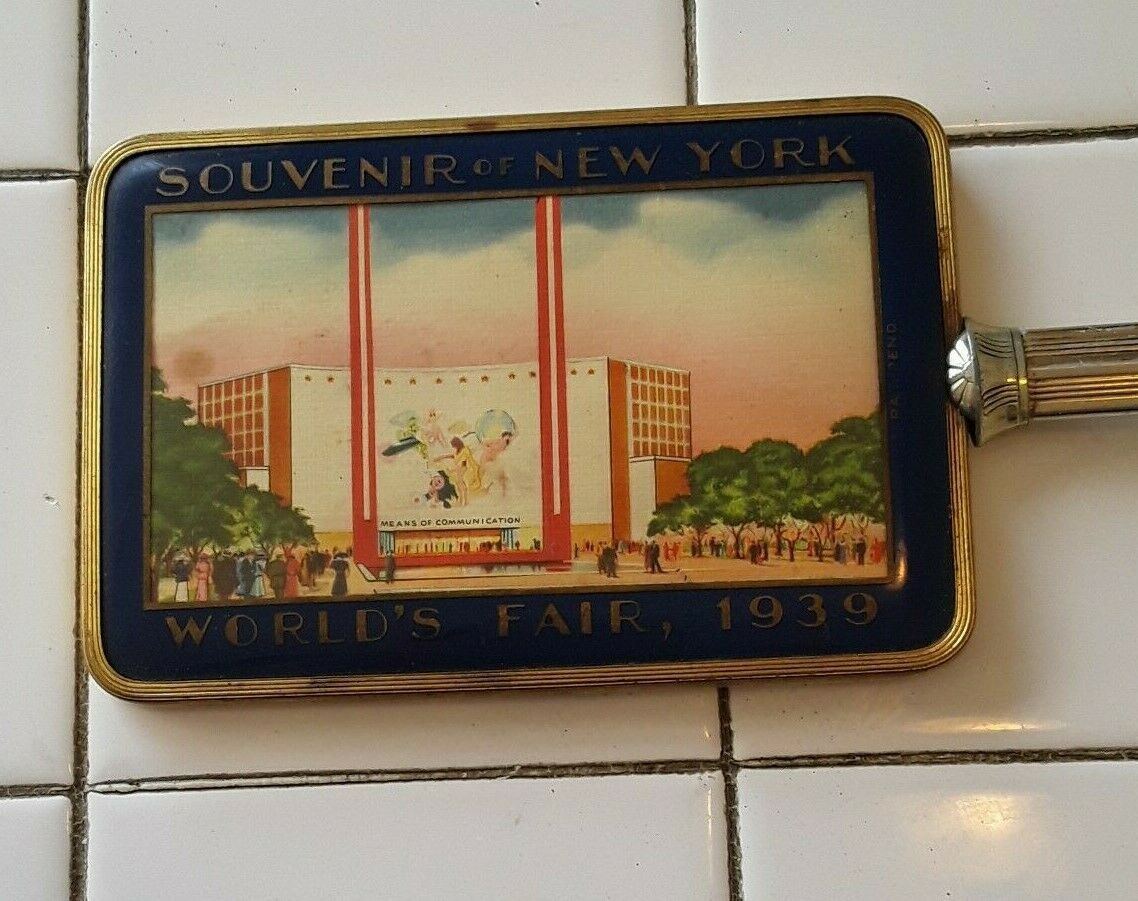 SOUVENIR OF NEW YORK
MEANS OF COMMUNICATION
WORLD'S FAIR, 1939